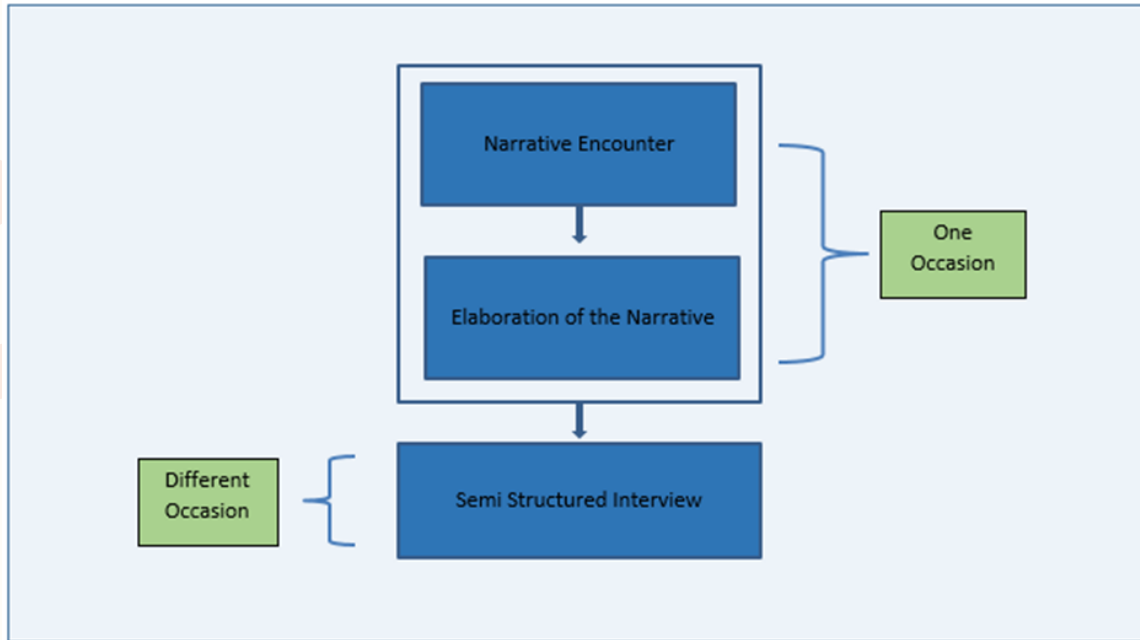 Narrative Encounter
One
Occasion
Elaboration of the Narrative
Different
Occasion
Semi Structured Interview